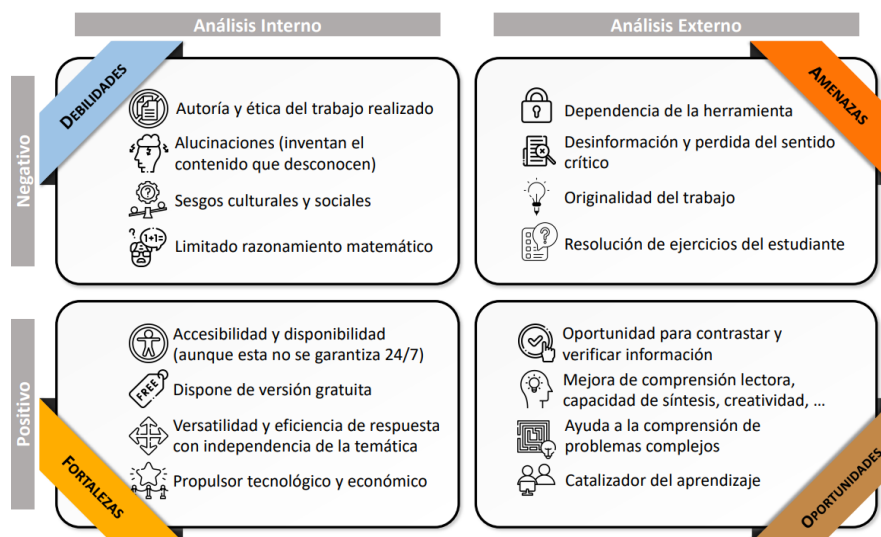 Análisis Interno
Análisis Externo
Negativo
DEBILIDADES
Autoría y ética del trabajo realizado
Alucinaciones (inventan el
contenido que desconocen)
Sesgos culturales y sociales
1+1=
Limitado razonamiento matemático
AMENAZAS
Dependencia de la herramienta
Desinformación y perdida del sentido
crítico
Originalidad del trabajo
Resolución de ejercicios del estudiante
Positivo
FORTALEZAS
Accesibilidad y disponibilidad
(aunque esta no se garantiza 24/7)
FREE
Dispone de versión gratuita
Versatilidad y eficiencia de respuesta
con independencia de la temática
Propulsor tecnológico y económico
OPORTUNIDADES
Oportunidad para contrastar y
verificar información
Mejora de comprensión lectora,
capacidad de síntesis, creatividad, ...
Ayuda a la comprensión de
problemas complejos
Catalizador del aprendizaje